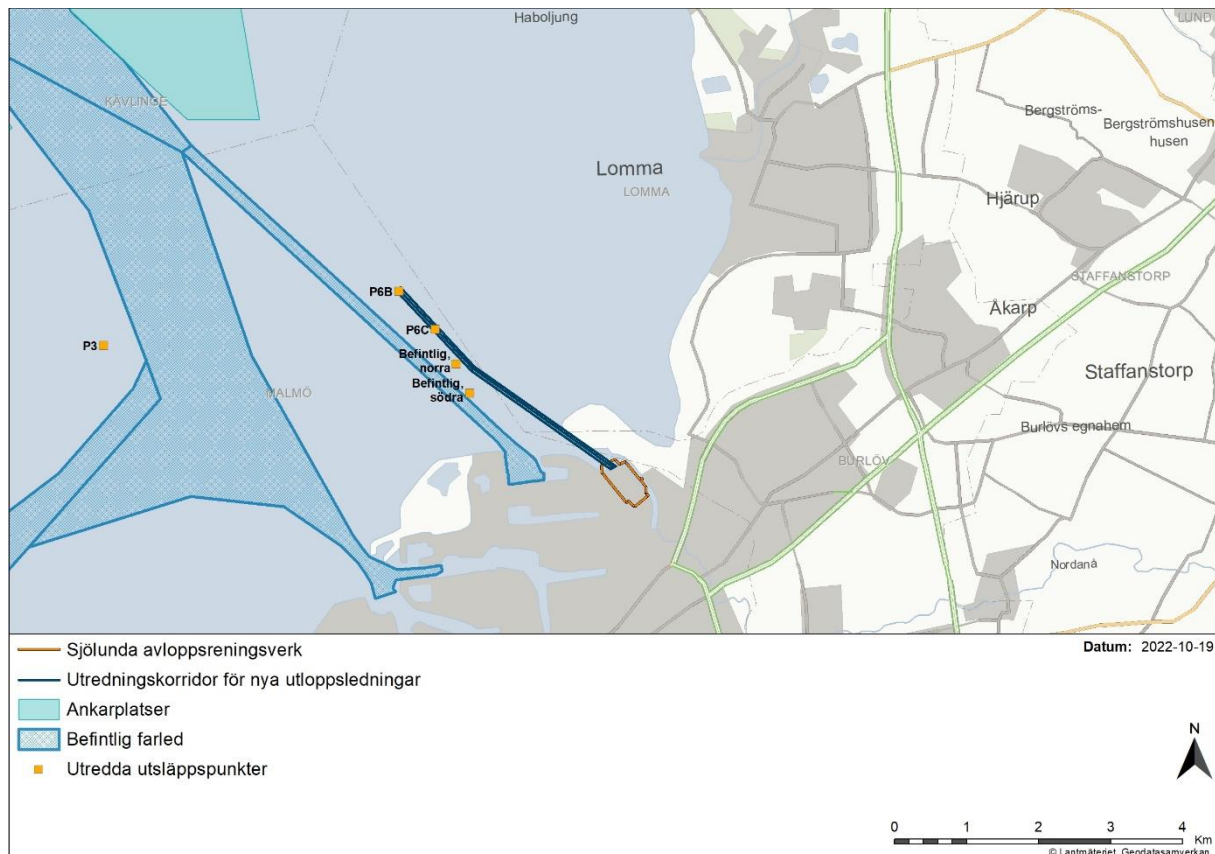 Haboljung
LUND
KÄVLINGE
Bergströms-
husen
Bergströmshusen
Lomma
LOMMA
Hjärup
STAFFANSTORP
P6B
Åkarp
P6C
P3
Befintlig,
norra
Staffanstorp
Befintlig,
södra
MALMÖ
Burlövs egnahem
BURLÖV
Nordanå
Sjölunda avloppsreningsverk
Datum: 2022-10-19
Utredningskorridor för nya utloppsledningar
Ankarplatser
Befintlig farled
Utredda utsläppspunkter
N
0 1 2 3 4
Km
© Lantmäteriet, Geodatasamverkan